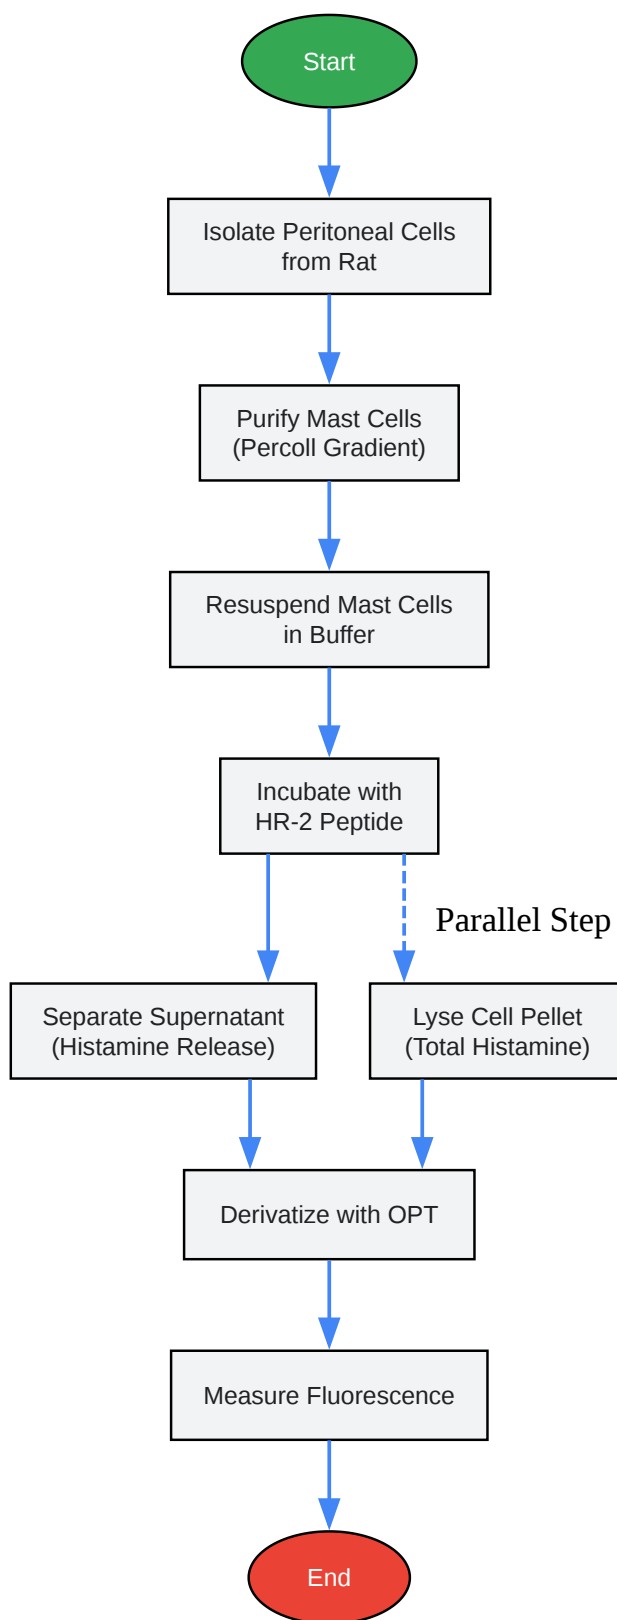 Start
Isolate Peritoneal Cells
from Rat
Purify Mast Cells
(Percoll Gradient)
Resuspend Mast Cells
in Buffer
Incubate with
HR-2 Peptide
Parallel Step
Separate Supernatant
(Histamine Release)
Lyse Cell Pellet
(Total Histamine)
Derivatize with OPT
Measure Fluorescence
End